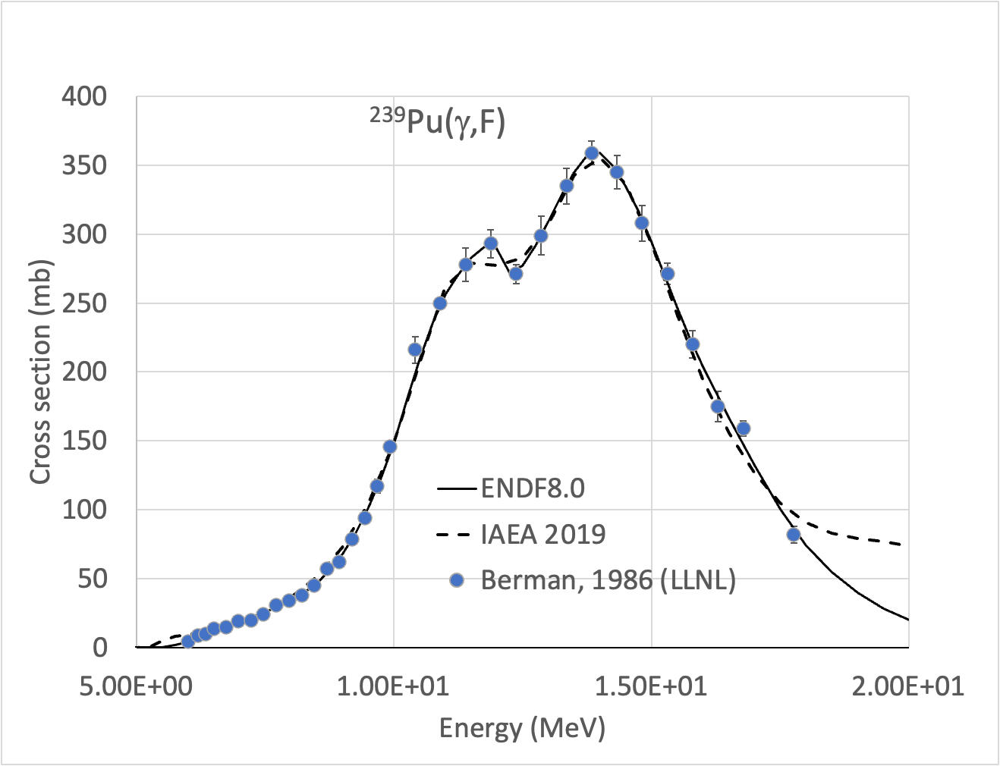 400
²³⁹Pu(γ,F)
350
300
250
200
150
100
50
0
Cross section (mb)
ENDF8.0
IAEA 2019
Berman, 1986 (LLNL)
5.00E+00 1.00E+01 1.50E+01 2.00E+01
Energy (MeV)